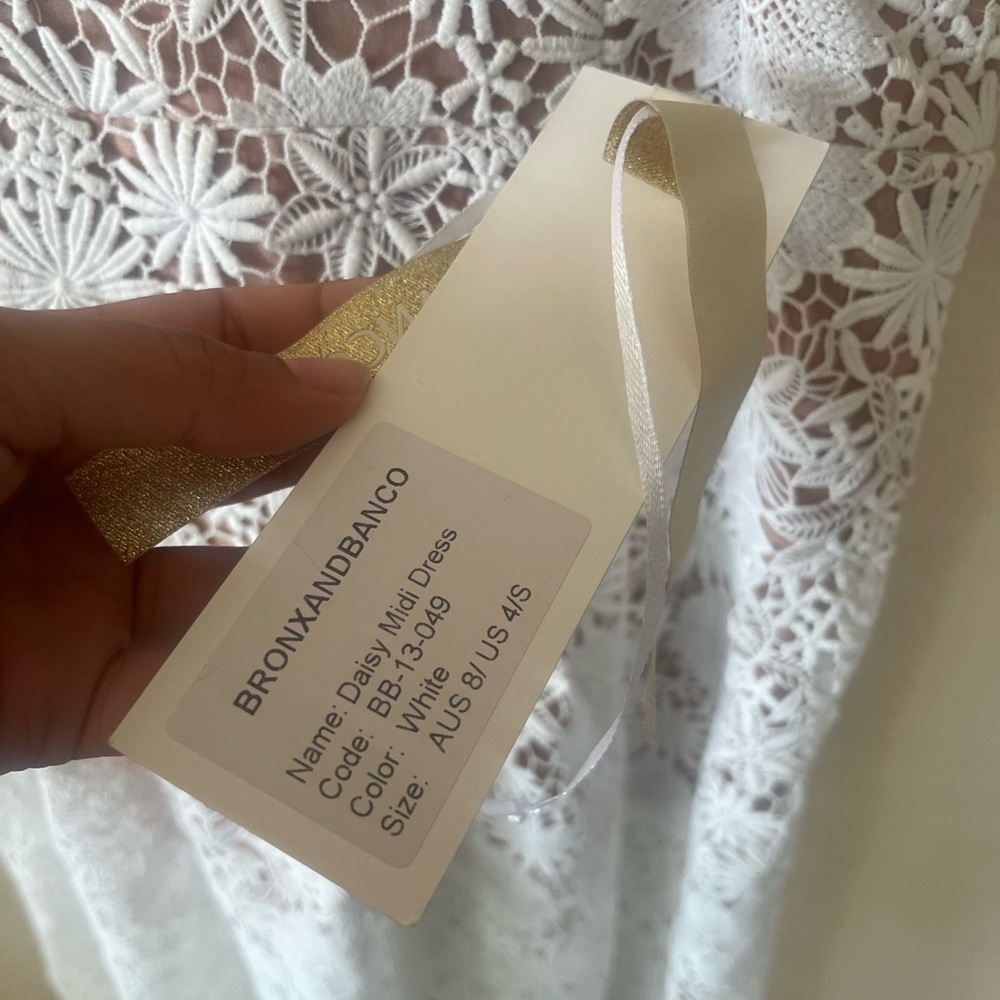 BRONXANDBANCO
Name: Daisy Midi Dress
Code: BB-13-049
Color: White
Size: AUS 8/ US 4/S